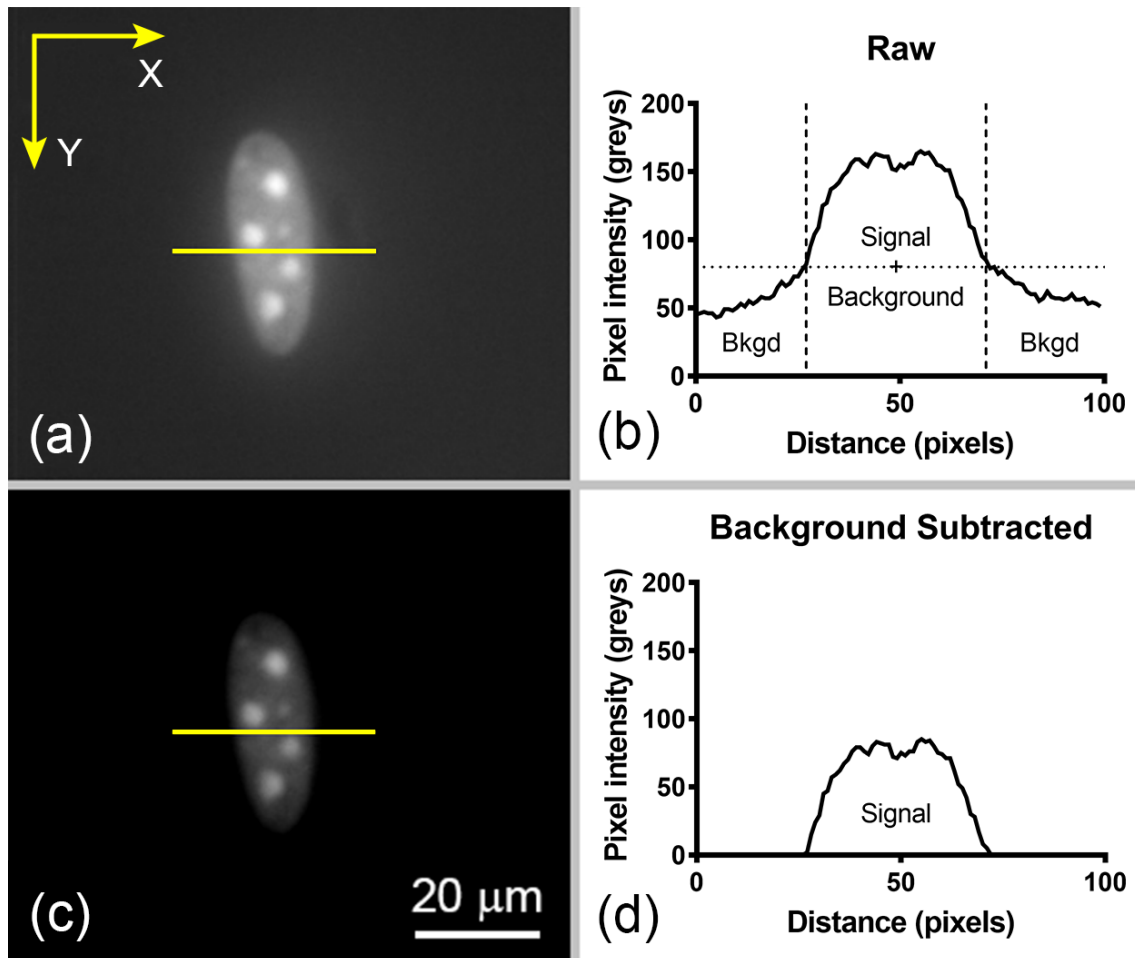 X
Y
(a)
Raw
Pixel intensity (greys)
200
150
100
50
0
Signal
Background
Bkgd
Bkgd
0
50
100
Distance (pixels)
(b)
(c)
20 μm
Background Subtracted
Pixel intensity (greys)
200
150
100
50
0
Signal
0
50
100
Distance (pixels)
(d)